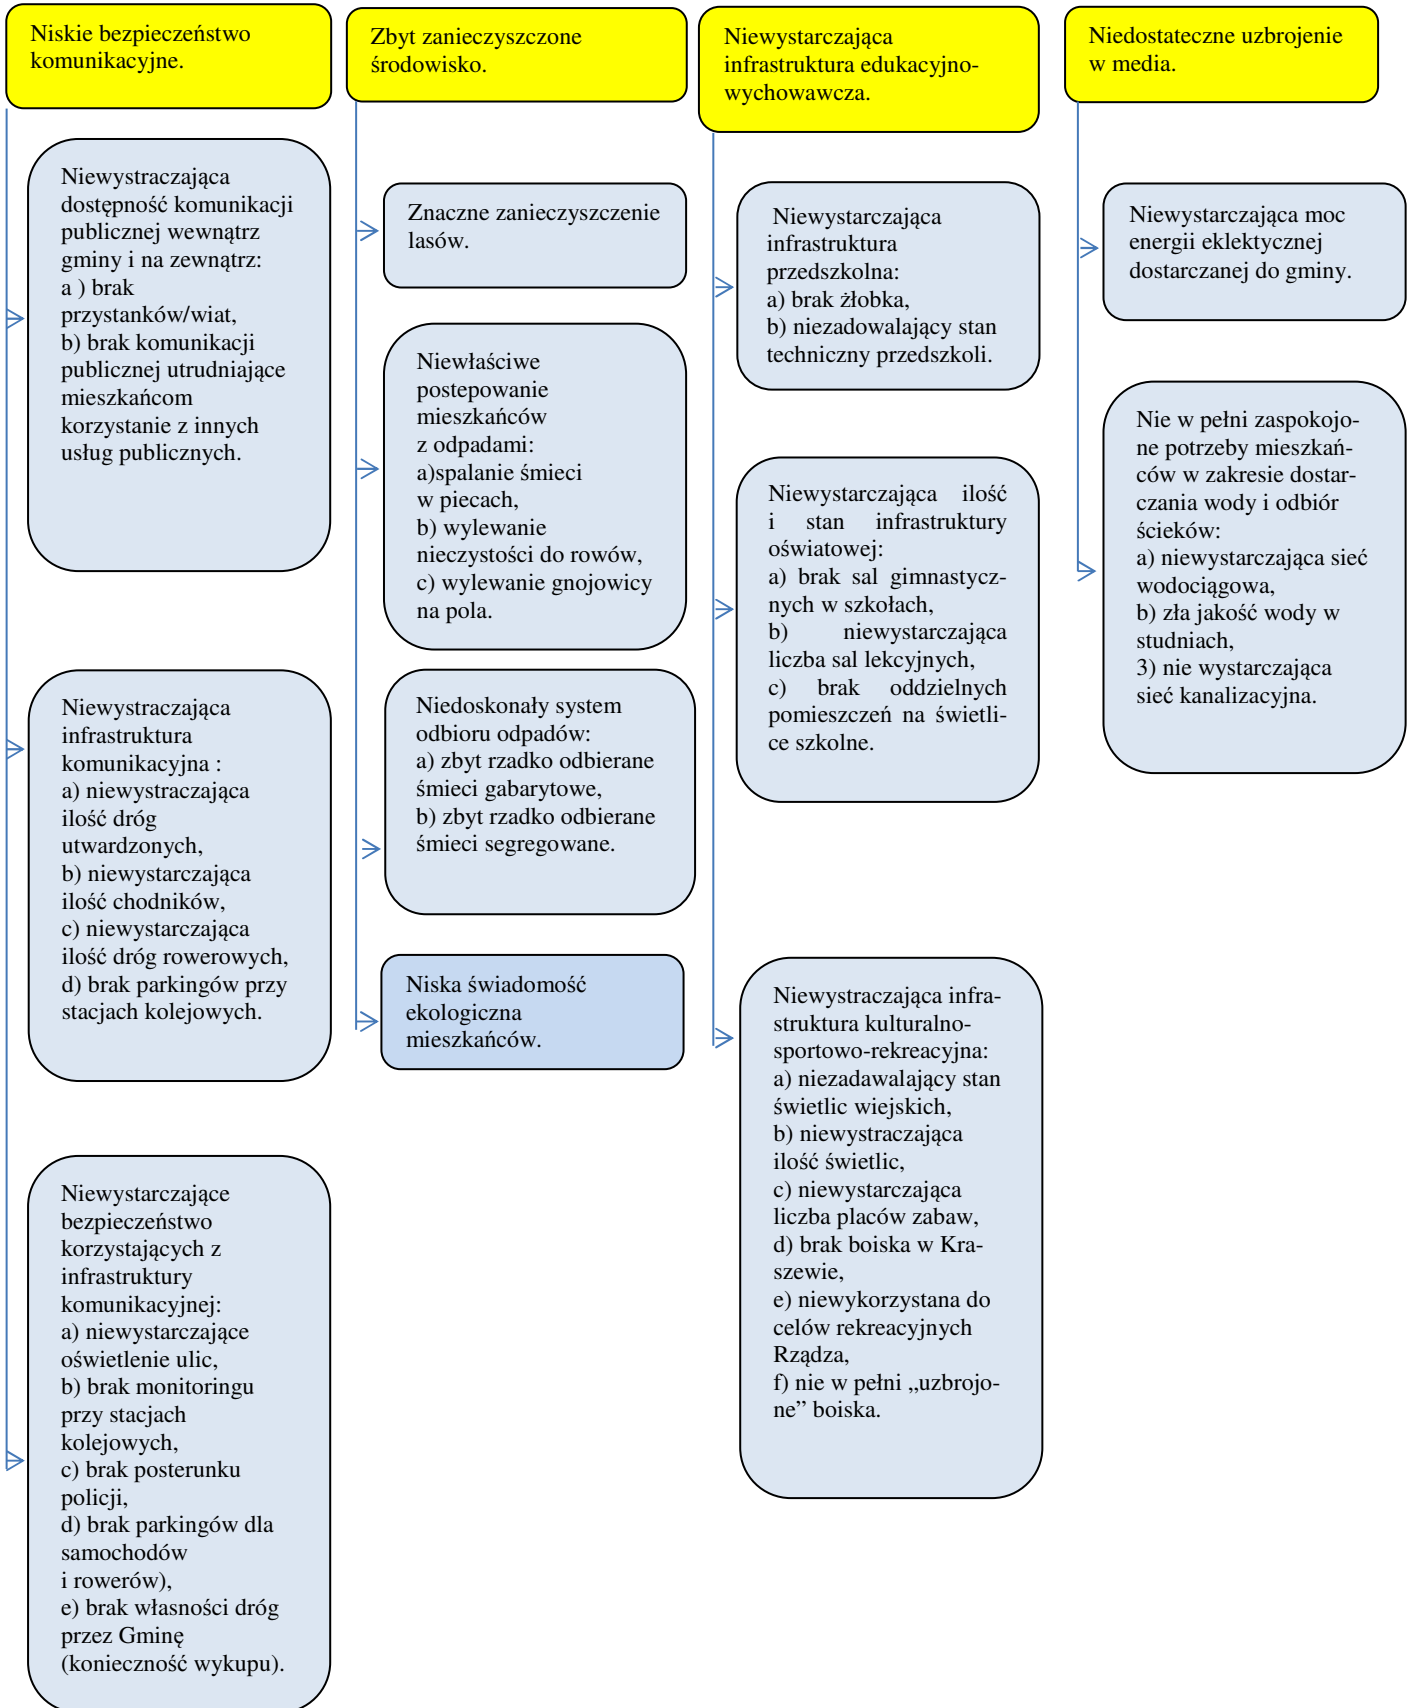 Niskie bezpieczeństwo
komunikacyjne.
Niewystraczająca
dostępność komunikacji
publicznej wewnątrz
gminy i na zewnątrz:
a ) brak
przystanków/wiat,
b) brak komunikacji
publicznej utrudniające
mieszkańcom
korzystanie z innych
usług publicznych.
Niewystraczająca
infrastruktura
komunikacyjna :
a) niewystraczająca
ilość dróg
utwardzonych,
b) niewystarczająca
ilość chodników,
c) niewystarczająca
ilość dróg rowerowych,
d) brak parkingów przy
stacjach kolejowych.
Niewystarczające
bezpieczeństwo
korzystających z
infrastruktury
komunikacyjnej:
a) niewystarczające
oświetlenie ulic,
b) brak monitoringu
przy stacjach
kolejowych,
c) brak posterunku
policji,
d) brak parkingów dla
samochodów
i rowerów),
e) brak własności dróg
przez Gminę
(konieczność wykupu).
Zbyt zanieczyszczone
środowisko.
Znaczne zanieczyszczenie
lasów.
Niewłaściwe
postepowanie
mieszkańców
z odpadami:
a)spalanie śmieci
w piecach,
b) wylewanie
nieczystości do rowów,
c) wylewanie gnojowicy
na pola.
Niedoskonały system
odbioru odpadów:
a) zbyt rzadko odbierane
śmieci gabarytowe,
b) zbyt rzadko odbierane
śmieci segregowane.
Niska świadomość
ekologiczna
mieszkańców.
Niewystarczająca
infrastruktura edukacyjno-
wychowawcza.
Niewystarczająca
infrastruktura
przedszkolna:
a) brak żłobka,
b) niezadowalający stan
techniczny przedszkoli.
Niewystarczająca ilość
i stan infrastruktury
oświatowej:
a) brak sal gimnastycz-
nych w szkołach,
b) niewystarczająca
liczba sal lekcyjnych,
c) brak oddzielnych
pomieszczeń na świetli-
ce szkolne.
Niewystraczająca infra-
struktura kulturalno-
sportowo-rekreacyjna:
a) niezadawalający stan
świetlic wiejskich,
b) niewystraczająca
ilość świetlic,
c) niewystarczająca
liczba placów zabaw,
d) brak boiska w Kra-
szewie,
e) niewykorzystana do
celów rekreacyjnych
Rządza,
f) nie w pełni „uzbrojo-
ne” boiska.
Niedostateczne uzbrojenie
w media.
Niewystarczająca moc
energii eklektycznej
dostarczanej do gminy.
Nie w pełni zaspokojo-
ne potrzeby mieszkań-
ców w zakresie dostar-
czania wody i odbiór
ścieków:
a) niewystarczająca sieć
wodociągowa,
b) zła jakość wody w
studniach,
3) nie wystarczająca
sieć kanalizacyjna.